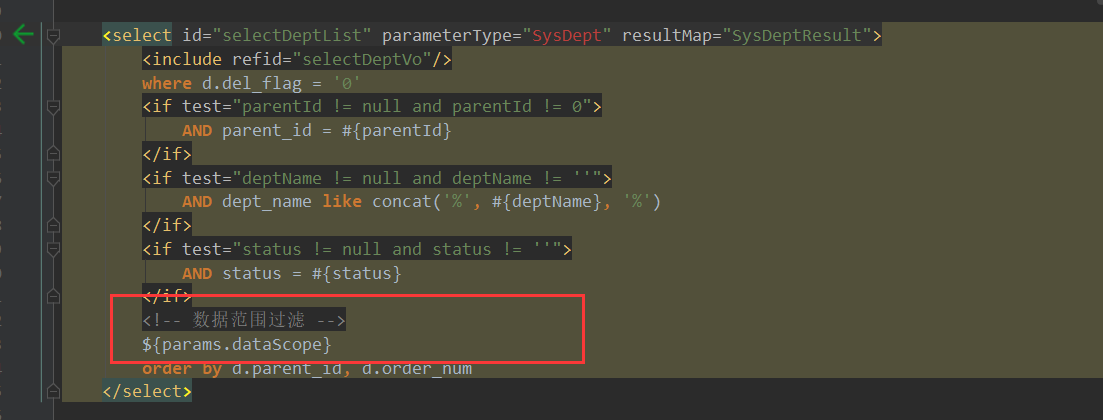 <select id="selectDeptList" parameterType="SysDept" resultMap="SysDeptResult">
<include refid="selectDeptVo"/>
where d.del_flag = '0'
<if test="parentId != null and parentId != 0">
AND parent_id = #{parentId}
</if>
<if test="deptName != null and deptName != ''">
AND dept_name like concat('%', #{deptName}, '%')
</if>
<if test="status != null and status != ''">
AND status = #{status}
</if>
<!-- 数据范围过滤 -->
${params.dataScope}
order by d.parent_id, d.order_num
</select>